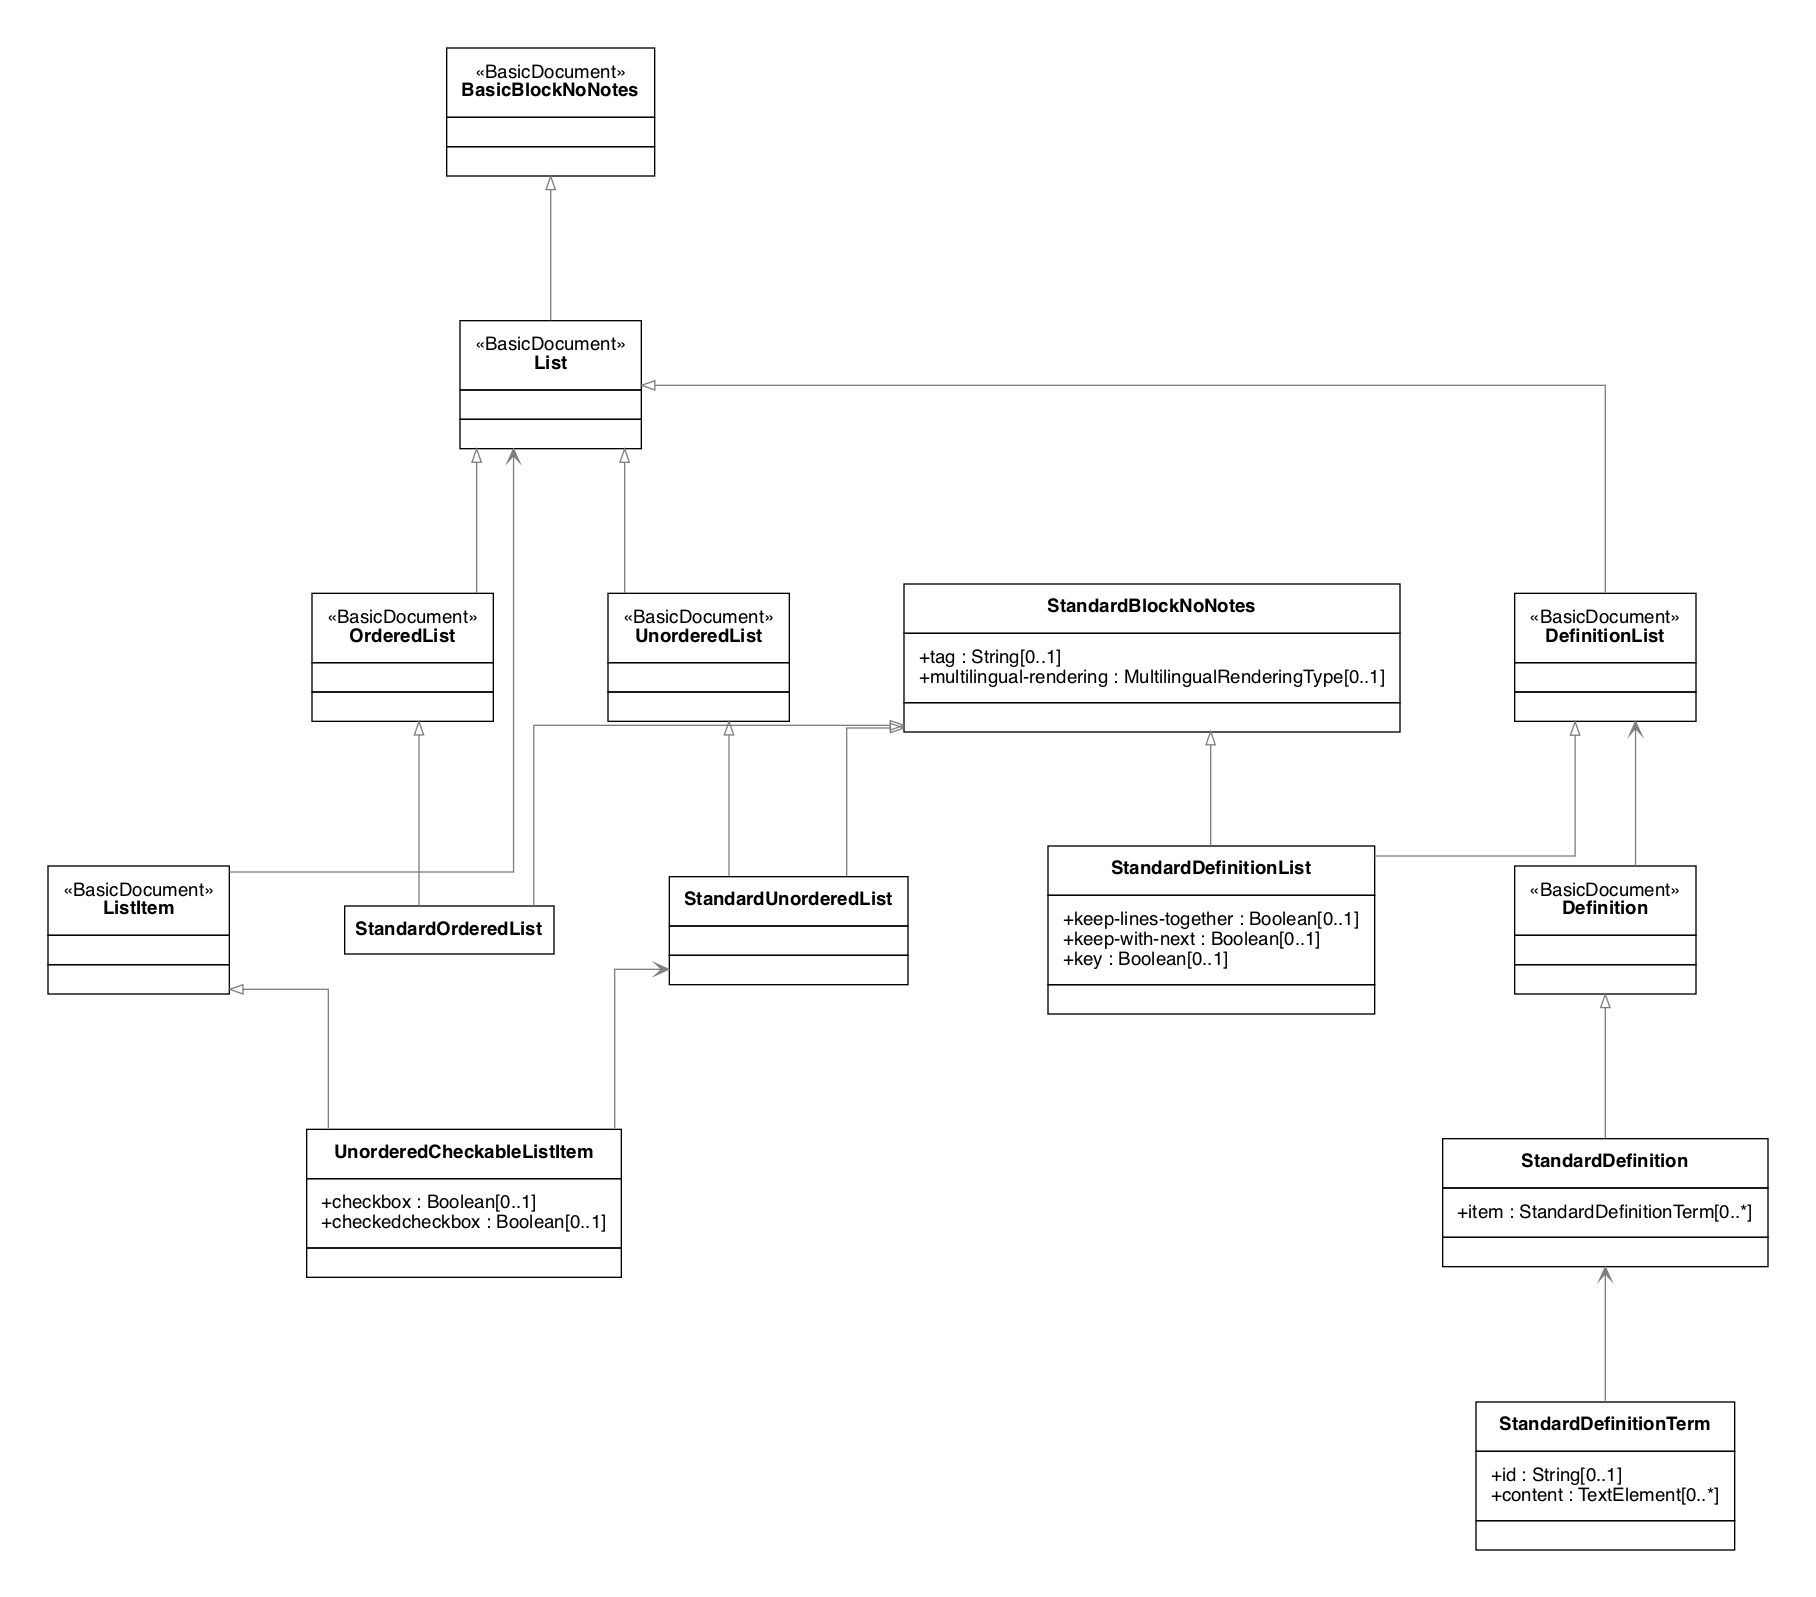 «BasicDocument»
BasicBlockNoNotes
«BasicDocument»
List
«BasicDocument»
OrderedList
«BasicDocument»
UnorderedList
StandardBlockNoNotes
+tag : String[0..1]
+multilingual-rendering : MultilingualRenderingType[0..1]
«BasicDocument»
DefinitionList
«BasicDocument»
ListItem
StandardOrderedList
StandardUnorderedList
StandardDefinitionList
+keep-lines-together : Boolean[0..1]
+keep-with-next : Boolean[0..1]
+key : Boolean[0..1]
«BasicDocument»
Definition
UnorderedCheckableListItem
+checkbox : Boolean[0..1]
+checkedcheckbox : Boolean[0..1]
StandardDefinition
+item : StandardDefinitionTerm[0..*]
StandardDefinitionTerm
+id : String[0..1]
+content : TextElement[0..*]